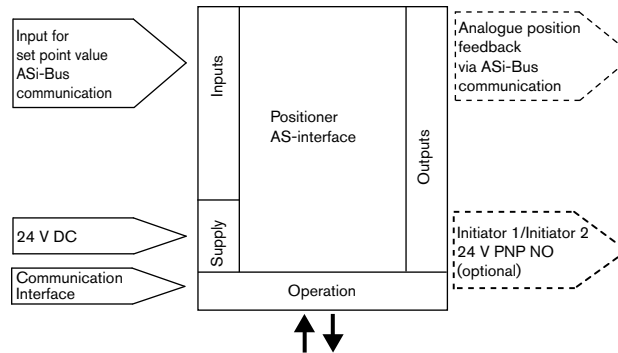 Input for
set point value
ASi-Bus
communication
Inputs
Positioner
AS-interface
Outputs
Analogue position
feedback
via ASi-Bus
communication
24 V DC
Supply
Initiator 1/Initiator 2
24 V PNP NO
(optional)
Communication
Interface
Operation